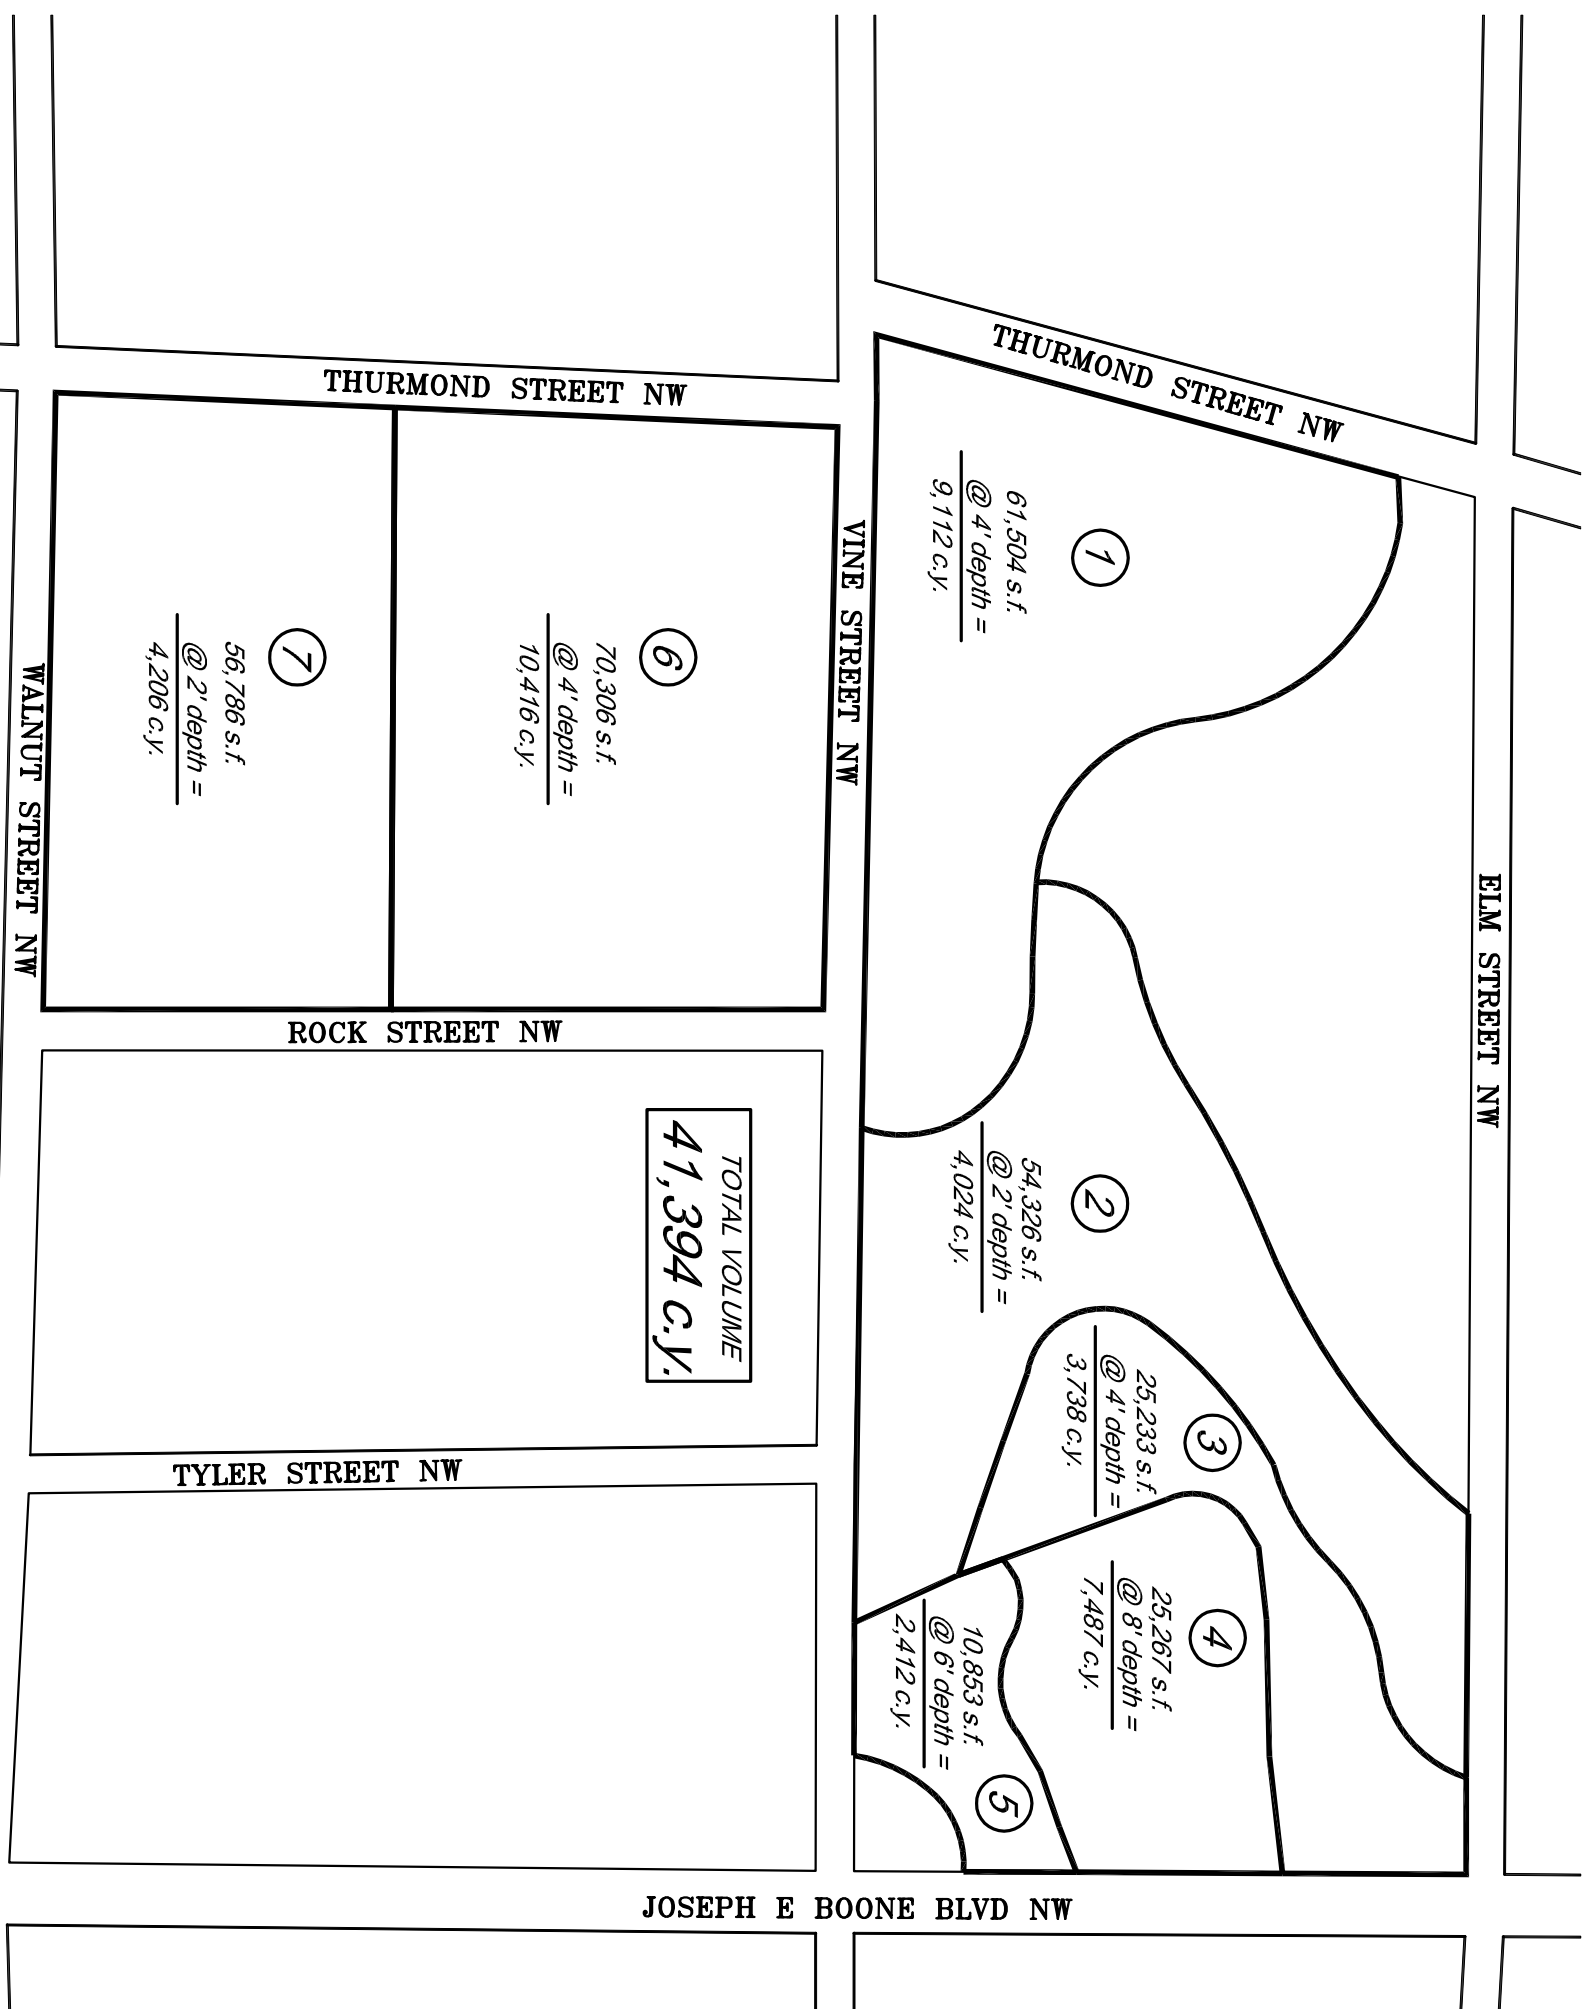 THURMOND STREET NW
THURMOND STREET NW
VINE STREET NW
WALNUT STREET NW
ELM STREET NW
ROCK STREET NW
TYLER STREET NW
JOSEPH E BOONE BLVD NW
1
61,504 s.f.
@ 4' depth =
9,112 c.y.
2
54,326 s.f.
@ 2' depth =
4,024 c.y.
3
25,233 s.f.
@ 4' depth =
3,738 c.y.
4
25,267 s.f.
@ 8' depth =
7,487 c.y.
5
10,853 s.f.
@ 6' depth =
2,412 c.y.
6
70,306 s.f.
@ 4' depth =
10,416 c.y.
7
56,786 s.f.
@ 2' depth =
4,206 c.y.
TOTAL VOLUME
41,394 c.y.